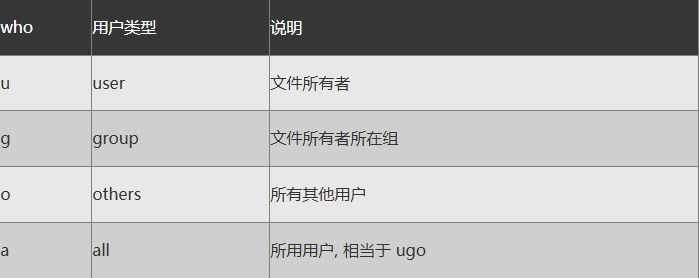 who 用户类型 说明
u user 文件所有者
g group 文件所有者所在组
o others 所有其他用户
a all 所用用户, 相当于 ugo